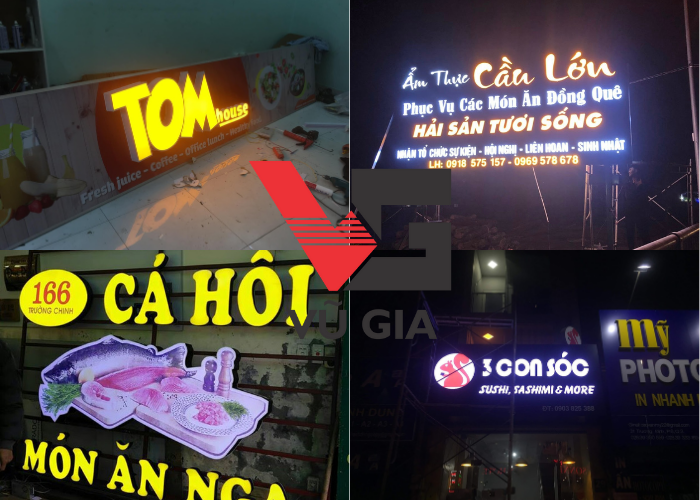 TOM
house
Fresh juice - Coffee - Office lunch
Ẩm Thực Cầu Lớn
Phục Vụ Các Món Ăn Đồng Quê
HẢI SẢN TƯƠI SỐNG
NHẬN TỔ CHỨC SỰ KIỆN - HỘI NGHỊ - LIÊN HOAN - SINH NHẬT
LH: 0918 575 157 - 0969 578 678
VG
VŨ GIA
166
TRƯỜNG CHINH
CÁ HỒI
MÓN ĂN NGA
3 CON SÓC
SUSHI, SASHIMI & MORE
mỹ
PHOTO
IN NHANH